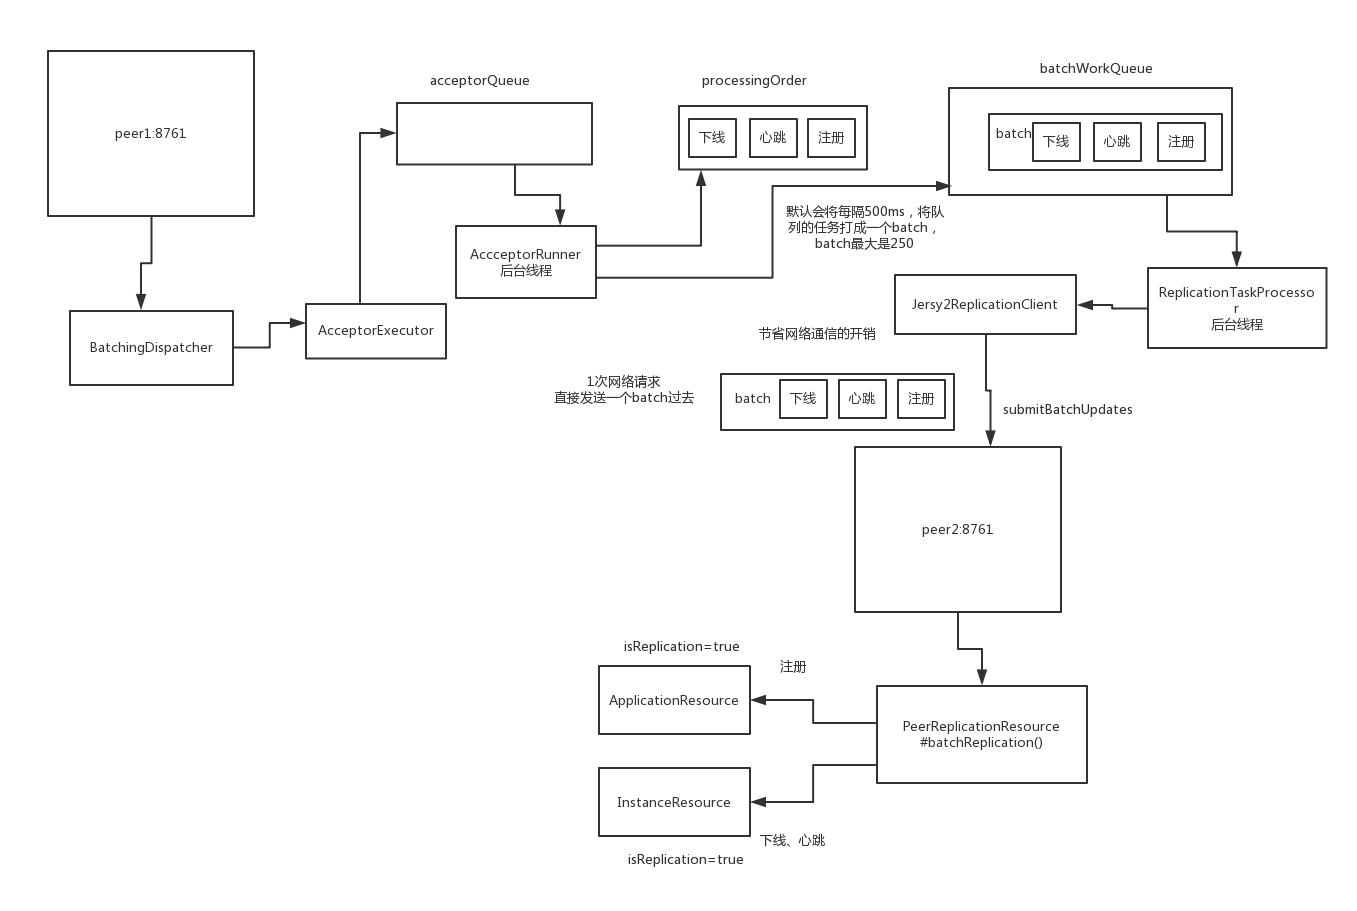 peer1:8761
acceptorQueue
processingOrder
下线
心跳
注册
batchWorkQueue
batch
下线
心跳
注册
默认会将每隔500ms，将队
列的任务打成一个batch，
batch最大是250
AccceptorRunner
后台线程
BatchingDispatcher
AcceptorExecutor
Jersy2ReplicationClient
ReplicationTaskProcesso
r
后台线程
节省网络通信的开销
1次网络请求
直接发送一个batch过去
batch
下线
心跳
注册
submitBatchUpdates
peer2:8761
isReplication=true
注册
ApplicationResource
PeerReplicationResource
#batchReplication()
InstanceResource
下线、心跳
isReplication=true